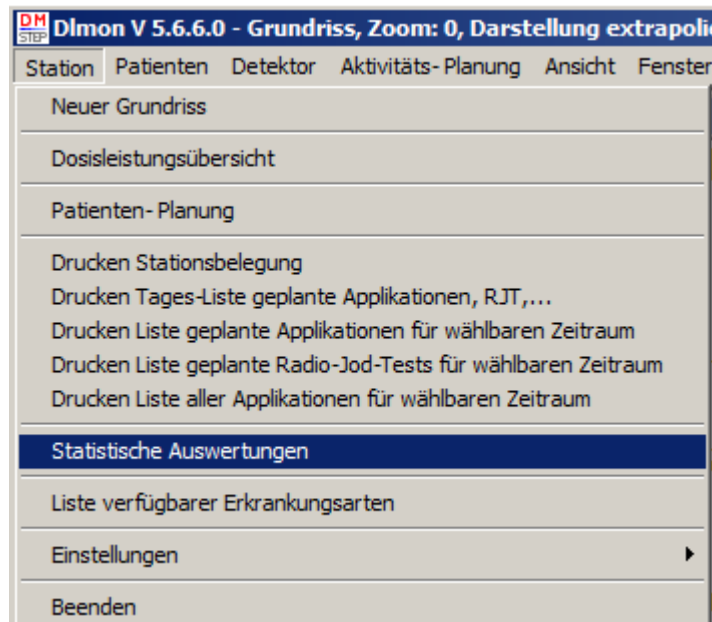 DM
STEP
Dlmon V 5.6.6.0 - Grundriss, Zoom: 0, Darstellung
Station Patienten Detektor Aktivitäts-Planung Ansicht Fenster
Neuer Grundriss
Dosisleistungsübersicht
Patienten-Planung
Drucken Stationsbelegung
Drucken Tages-Liste geplante Applikationen, RJT,...
Drucken Liste geplante Applikationen für wählbaren Zeitraum
Drucken Liste geplante Radio-Jod-Tests für wählbaren Zeitraum
Drucken Liste aller Applikationen für wählbaren Zeitraum
Statistische Auswertungen
Liste verfügbarer Erkrankungsarten
Einstellungen
Beenden